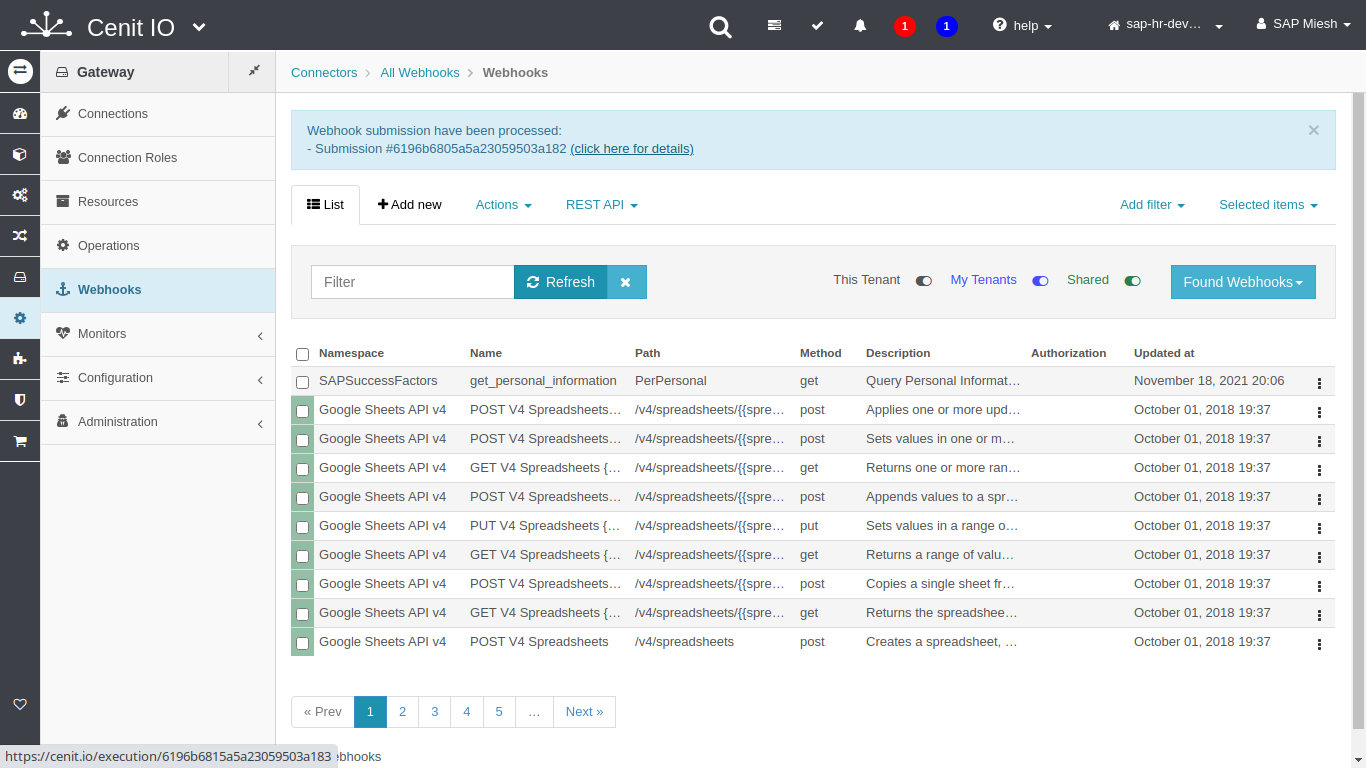 Cenit IO
1
1
help
sap-hr-dev…
SAP Miesh
Gateway
Connections
Connection Roles
Resources
Operations
Webhooks
Monitors
Configuration
Administration
Connectors
All Webhooks
Webhooks
Webhook submission have been processed:
- Submission #6196b6805a5a23059503a182 (click here for details)
×
List
Add new
Actions
REST API
Add filter
Selected items
Filter
Refresh
This Tenant
My Tenants
Shared
Found Webhooks
Namespace Name Path Method Description Authorization Updated at
SAPSuccessFactors get_personal_information PerPersonal get Query Personal Informat… November 18, 2021 20:06
Google Sheets API v4 POST V4 Spreadsheets… /v4/spreadsheets/{{spre… post Applies one or more upd… October 01, 2018 19:37
Google Sheets API v4 POST V4 Spreadsheets… /v4/spreadsheets/{{spre… post Sets values in one or m… October 01, 2018 19:37
Google Sheets API v4 GET V4 Spreadsheets {… /v4/spreadsheets/{{spre… get Returns one or more ran… October 01, 2018 19:37
Google Sheets API v4 POST V4 Spreadsheets… /v4/spreadsheets/{{spre… post Appends values to a spr… October 01, 2018 19:37
Google Sheets API v4 PUT V4 Spreadsheets {… /v4/spreadsheets/{{spre… put Sets values in a range o… October 01, 2018 19:37
Google Sheets API v4 GET V4 Spreadsheets {… /v4/spreadsheets/{{spre… get Returns a range of valu… October 01, 2018 19:37
Google Sheets API v4 POST V4 Spreadsheets… /v4/spreadsheets/{{spre… post Copies a single sheet fr… October 01, 2018 19:37
Google Sheets API v4 GET V4 Spreadsheets {… /v4/spreadsheets/{{spre… get Returns the spreadshee… October 01, 2018 19:37
Google Sheets API v4 POST V4 Spreadsheets /v4/spreadsheets post Creates a spreadsheet, … October 01, 2018 19:37
« Prev 1 2 3 4 5 … Next »
https://cenit.io/execution/6196b6815a5a23059503a183
ebhooks